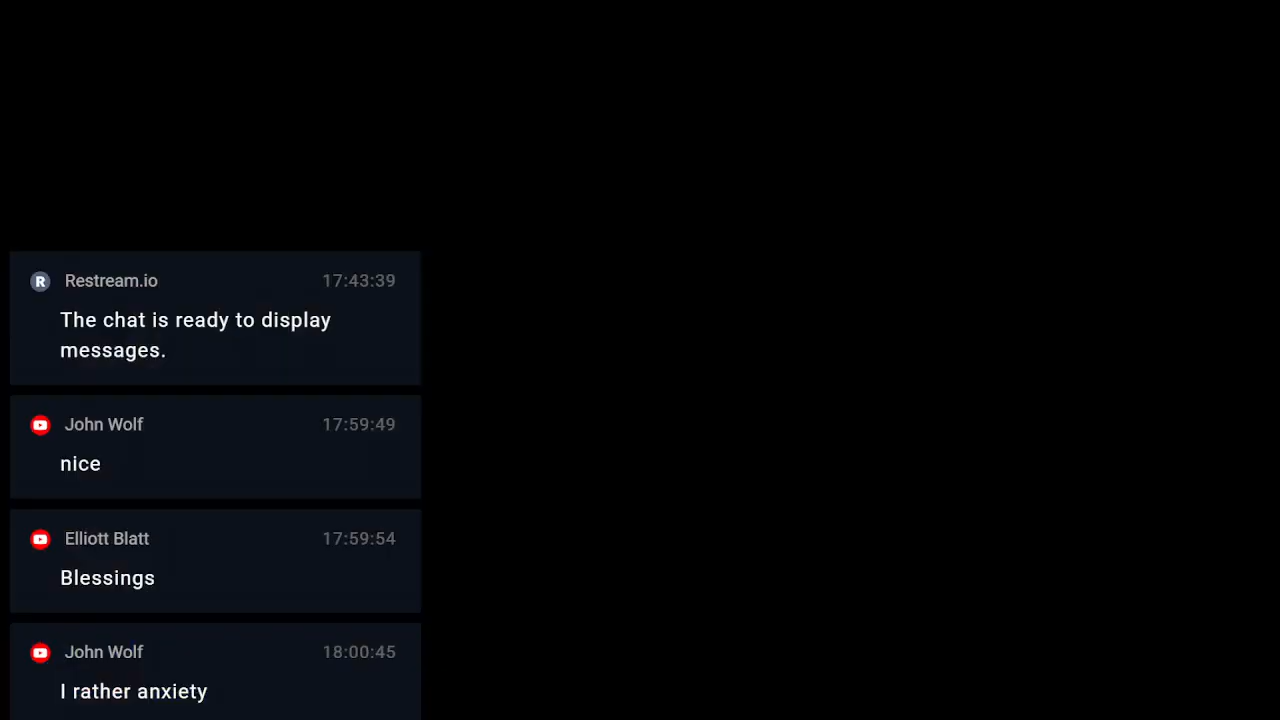 R Restream.io 17:43:39
The chat is ready to display
messages.
John Wolf 17:59:49
nice
Elliott Blatt 17:59:54
Blessings
John Wolf 18:00:45
I rather anxiety